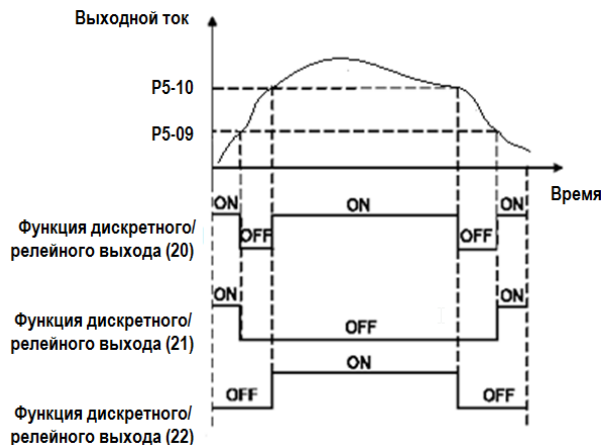 Выходной ток
P5-10
P5-09
Время
ON OFF ON OFF ON
Функция дискретного/
релейного выхода (20)
ON OFF ON
Функция дискретного/
релейного выхода (21)
OFF ON OFF
Функция дискретного/
релейного выхода (22)